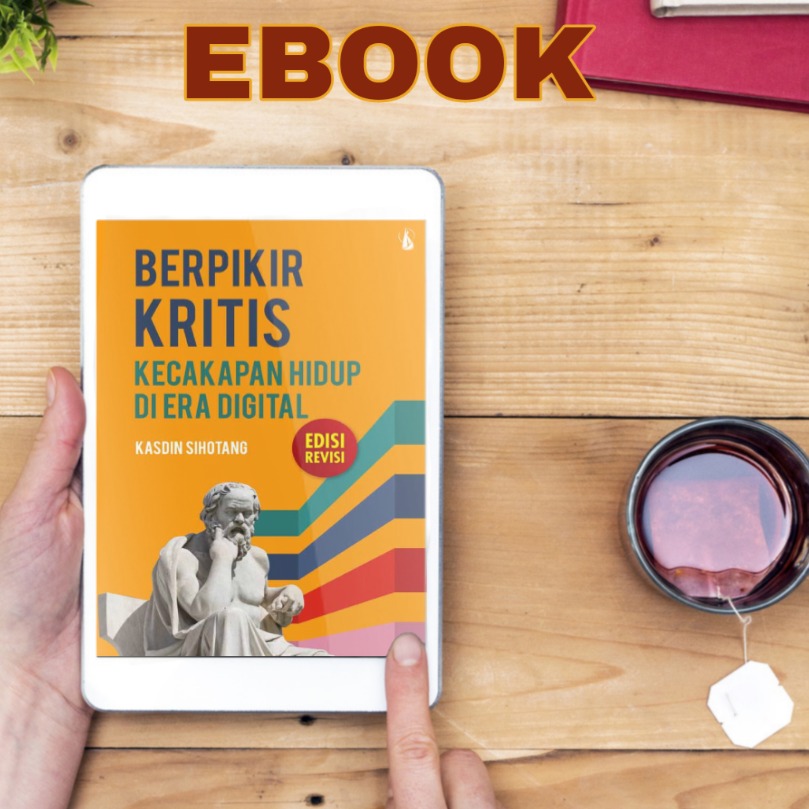 EBOOK
BERPIKIR
KRITIS
KECAKAPAN HIDUP
DI ERA DIGITAL
KASDIN SIHOTANG
EDISI
REVISI